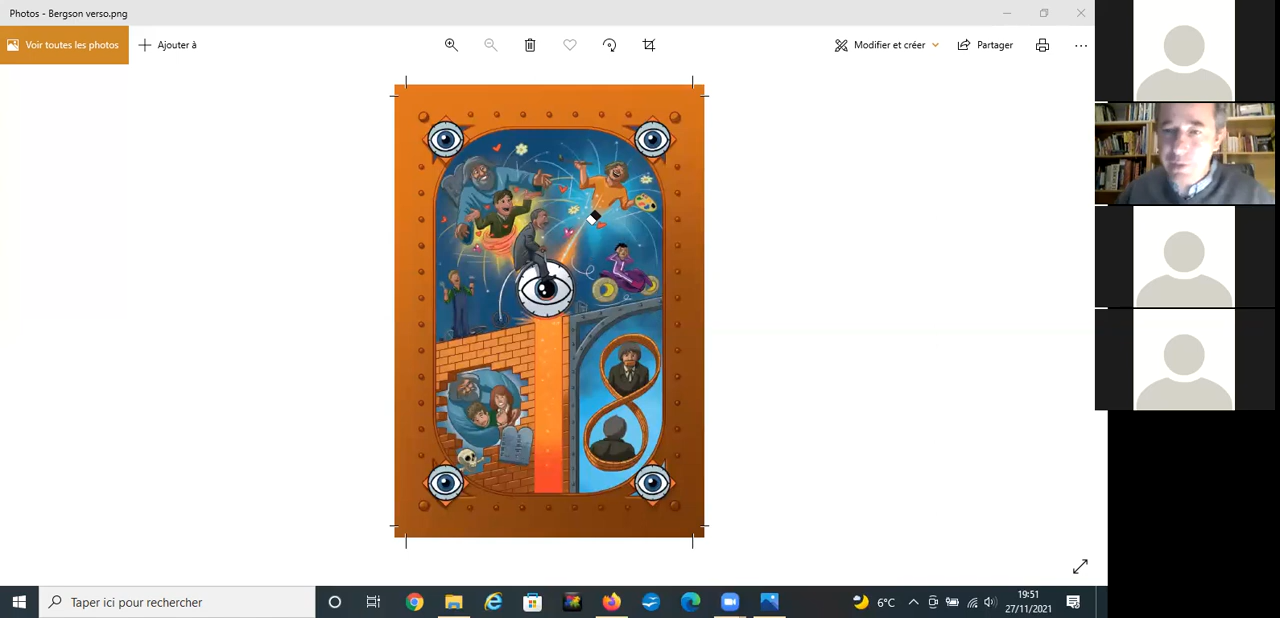 Photos - Bergson verso.png
Voir toutes les photos
Ajouter à
Modifier et créer
Partager
Taper ici pour rechercher
6°C
19:51
27/11/2021